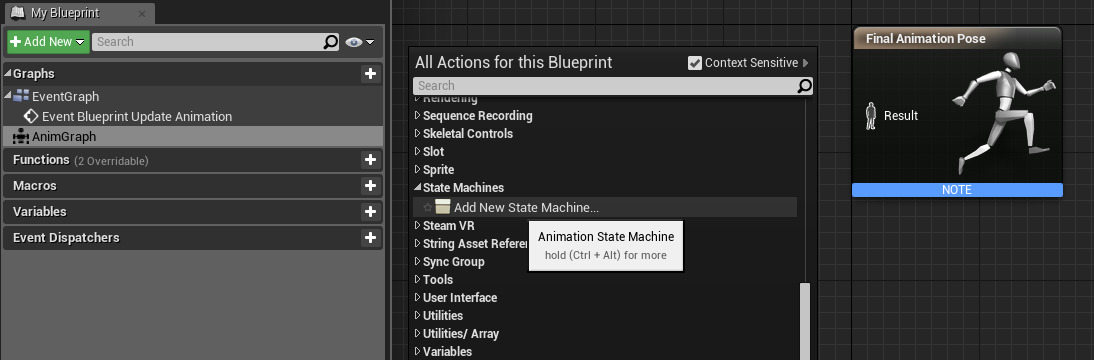 My Blueprint
Add New
Search
Graphs
EventGraph
Event Blueprint Update Animation
AnimGraph
Functions (2 Overridable)
Macros
Variables
Event Dispatchers
All Actions for this Blueprint
Context Sensitive
Search
Rendering
Sequence Recording
Skeletal Controls
Slot
Sprite
State Machines
Add New State Machine...
Steam VR
String Asset Refere
Sync Group
Tools
User Interface
Utilities
Utilities/ Array
Variables
Animation State Machine
hold (Ctrl + Alt) for more
Final Animation Pose
Result
NOTE